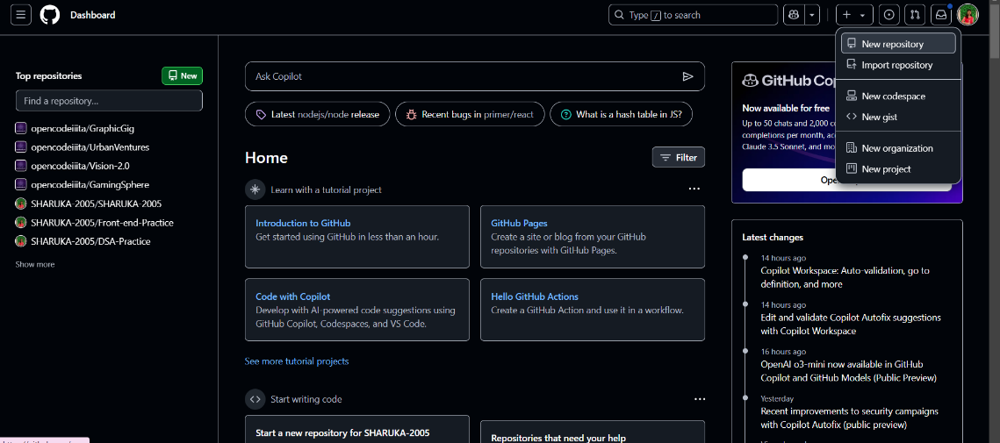 Dashboard
Type / to search
New repository
Import repository
New codespace
New gist
New organization
New project
Top repositories
New
Find a repository...
opencodeiiita/GraphicGig
opencodeiiita/UrbanVentures
opencodeiiita/Vision-2.0
opencodeiiita/GamingSphere
SHARUKA-2005/SHARUKA-2005
SHARUKA-2005/Front-end-Practice
SHARUKA-2005/DSA-Practice
Show more
Ask Copilot
Latest nodejs/node release
Recent bugs in primer/react
What is a hash table in JS?
Home
Filter
Learn with a tutorial project
Introduction to GitHub
Get started using GitHub in less than an hour.
GitHub Pages
Create a site or blog from your GitHub
repositories with GitHub Pages.
Code with Copilot
Develop with AI-powered code suggestions using
GitHub Copilot, Codespaces, and VS Code.
Hello GitHub Actions
Create a GitHub Action and use it in a workflow.
See more tutorial projects
Start writing code
Start a new repository for SHARUKA-2005
Repositories that need your help
GitHub Cop
Now available for free
Up to 50 chats and 2,000 c
completions per month, ac
Claude 3.5 Sonnet, and mo
Latest changes
14 hours ago
Copilot Workspace: Auto-validation, go to
definition, and more
14 hours ago
Edit and validate Copilot Autofix suggestions
with Copilot Workspace
16 hours ago
OpenAI o3-mini now available in GitHub
Copilot and GitHub Models (Public Preview)
Yesterday
Recent improvements to security campaigns
with Copilot Autofix (public preview)